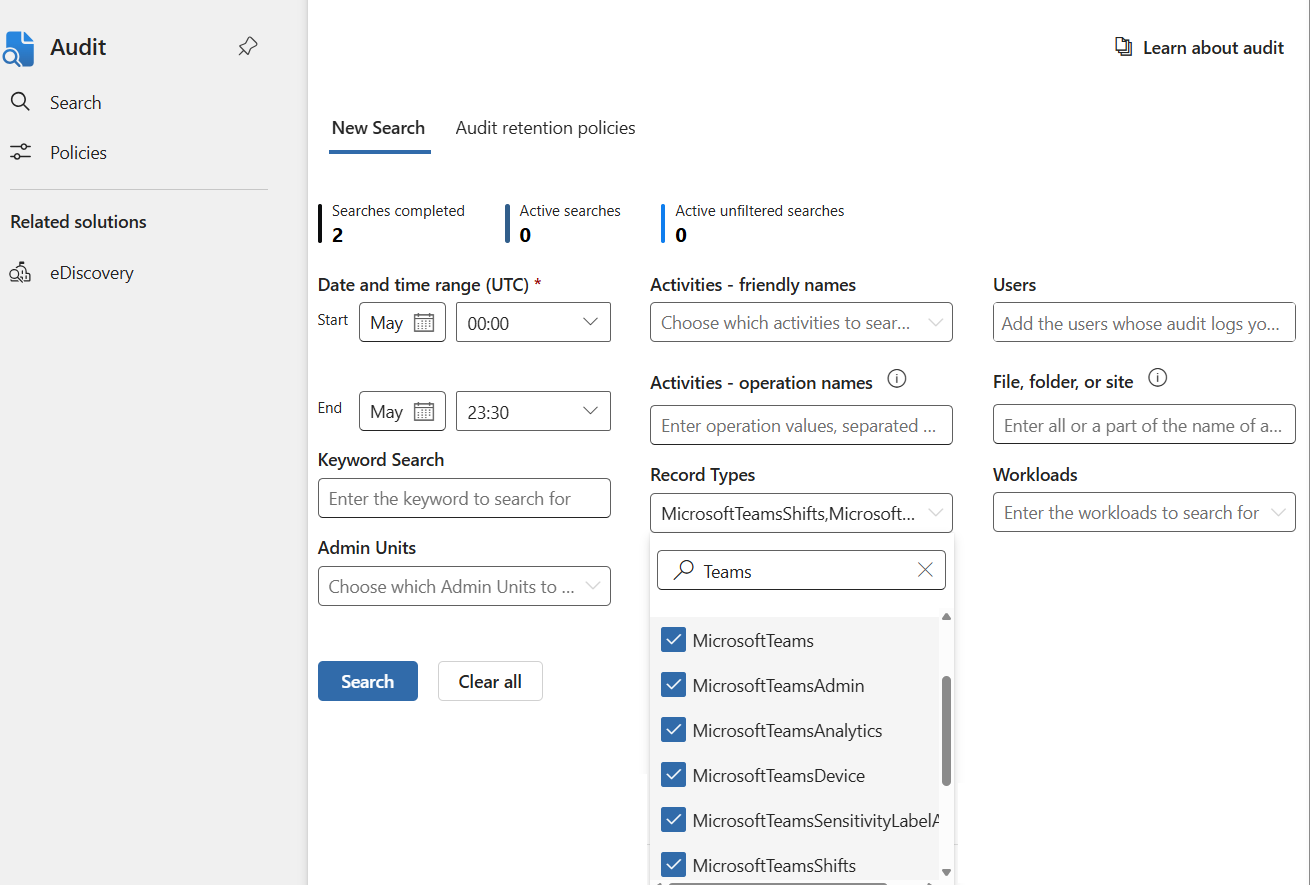 Audit
Search
Policies
Related solutions
eDiscovery
Learn about audit
New Search
Audit retention policies
Searches completed
2
Active searches
0
Active unfiltered searches
0
Date and time range (UTC) *
Start
May
00:00
End
May
23:30
Keyword Search
Enter the keyword to search for
Admin Units
Choose which Admin Units to ...
Search
Clear all
Activities - friendly names
Choose which activities to sear...
Activities - operation names
Enter operation values, separated ...
Record Types
MicrosoftTeamsShifts,Microsoft...
Teams
MicrosoftTeams
MicrosoftTeamsAdmin
MicrosoftTeamsAnalytics
MicrosoftTeamsDevice
MicrosoftTeamsSensitivityLabelA
MicrosoftTeamsShifts
Users
Add the users whose audit logs yo...
File, folder, or site
Enter all or a part of the name of a...
Workloads
Enter the workloads to search for